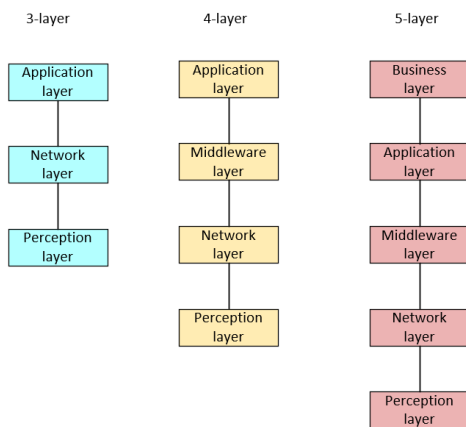 3-layer
Application
layer
Network
layer
Perception
layer
4-layer
Application
layer
Middleware
layer
Network
layer
Perception
layer
5-layer
Business
layer
Application
layer
Middleware
layer
Network
layer
Perception
layer